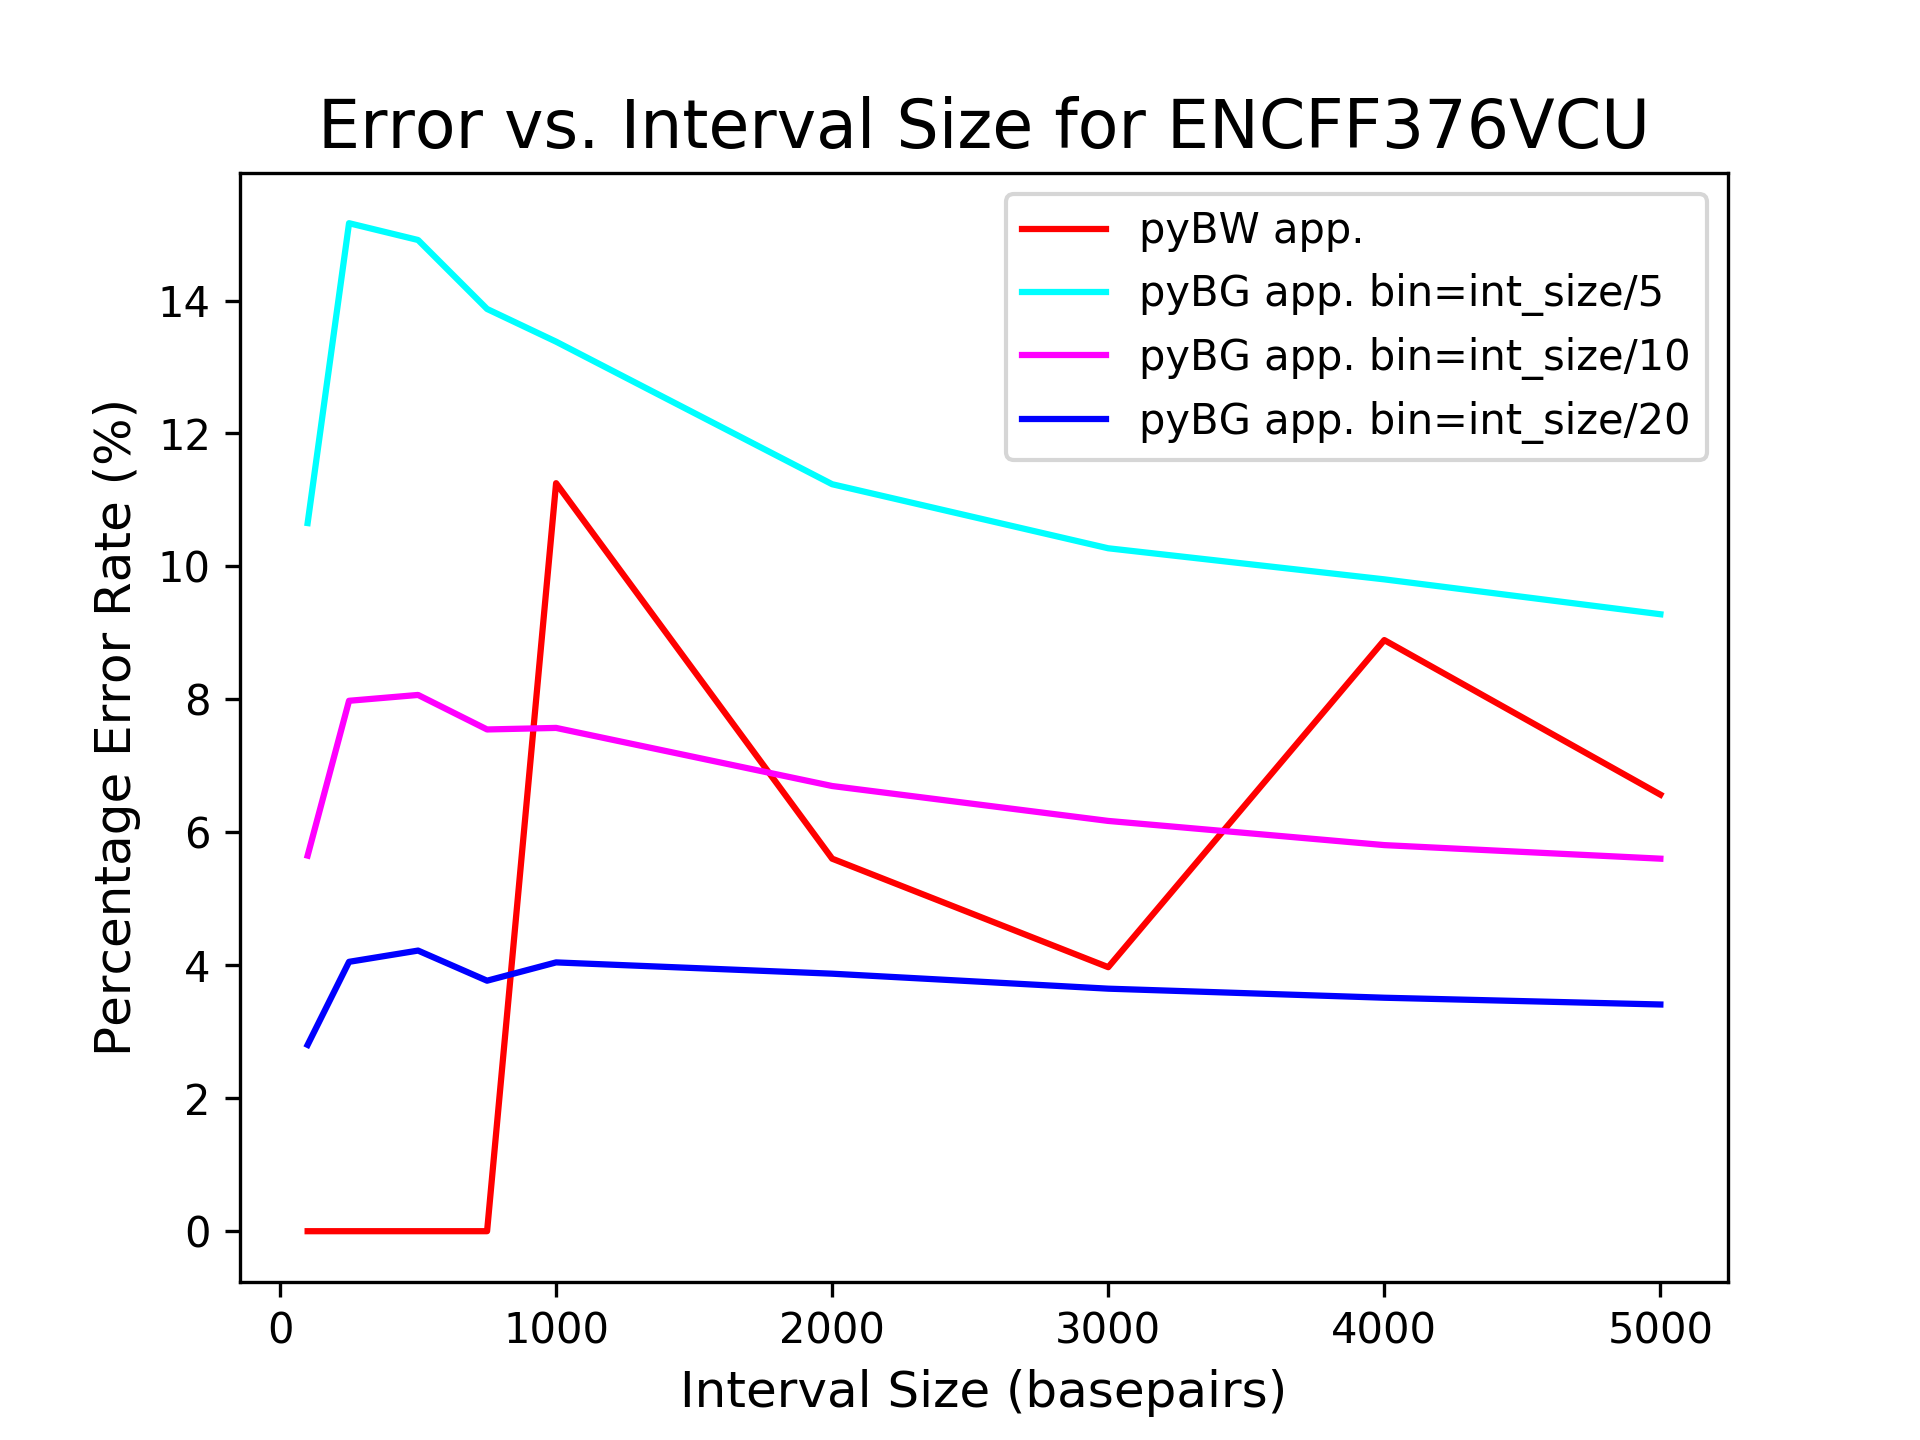 Error vs. Interval Size for ENCFF376VCU
pyBW app.
pyBG app. bin=int_size/5
pyBG app. bin=int_size/10
pyBG app. bin=int_size/20
Percentage Error Rate (%)
14
12
10
8
6
4
2
0
0 1000 2000 3000 4000 5000
Interval Size (basepairs)